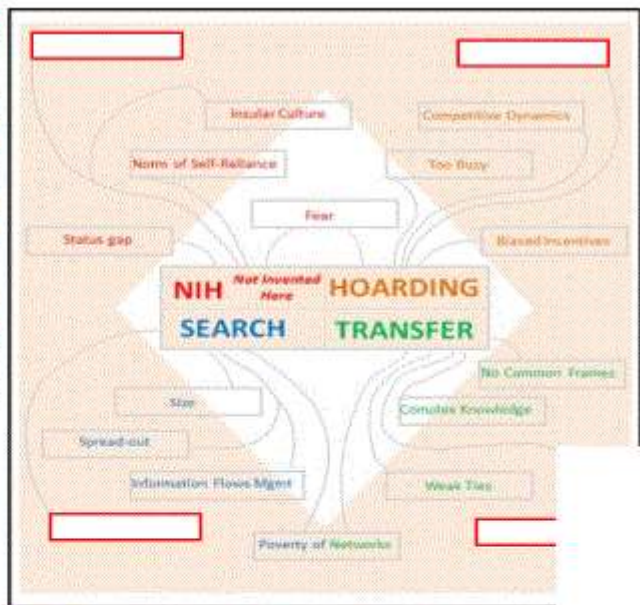 Insular Culture
Competitive Dynamics
Norm of Self-Reliance
Too Busy
Fear
Status gap
Biased Incentives
NIH
Not Invented
Here
HOARDING
SEARCH
TRANSFER
No Common Frames
Size
Complex Knowledge
Spread-out
Information Flows Mgmt
Weak Ties
Poverty of Networks